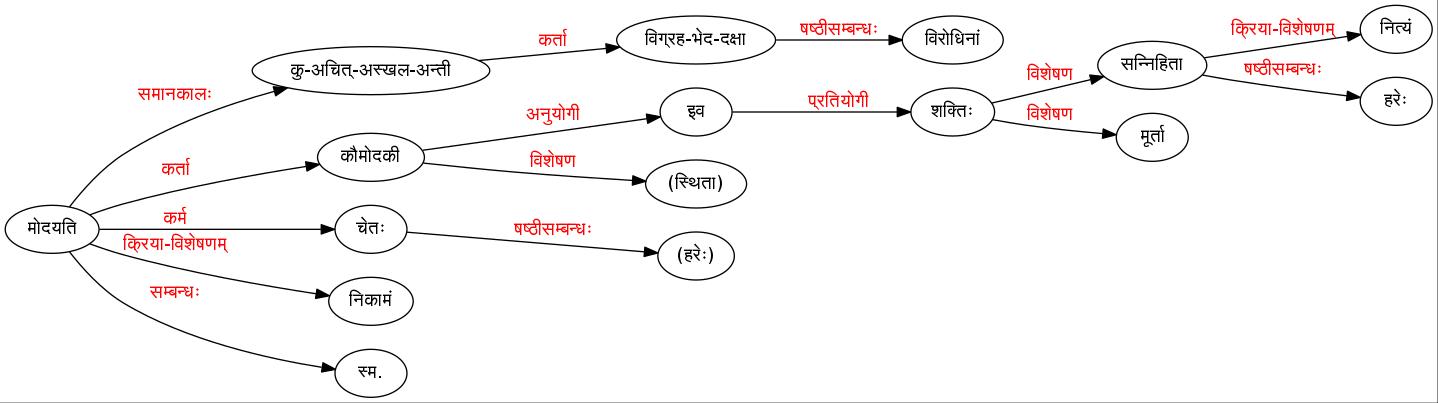 नित्यं
क्रिया-विशेषणम्
कर्ता
विग्रह-भेद-दक्षा
षष्ठीसम्बन्धः
विरोधिनां
सन्निहिता
षष्ठीसम्बन्धः
कु-अचित्-अस्खल-अन्ती
विशेषण
हरेः
समानकालः
अनुयोगी
इव
प्रतियोगी
शक्तिः
विशेषण
मूर्ता
कर्ता
कौमोदकी
विशेषण
(स्थिता)
मोदयति
कर्म
चेतः
षष्ठीसम्बन्धः
(हरेः)
क्रिया-विशेषणम्
निकामं
सम्बन्धः
स्म.